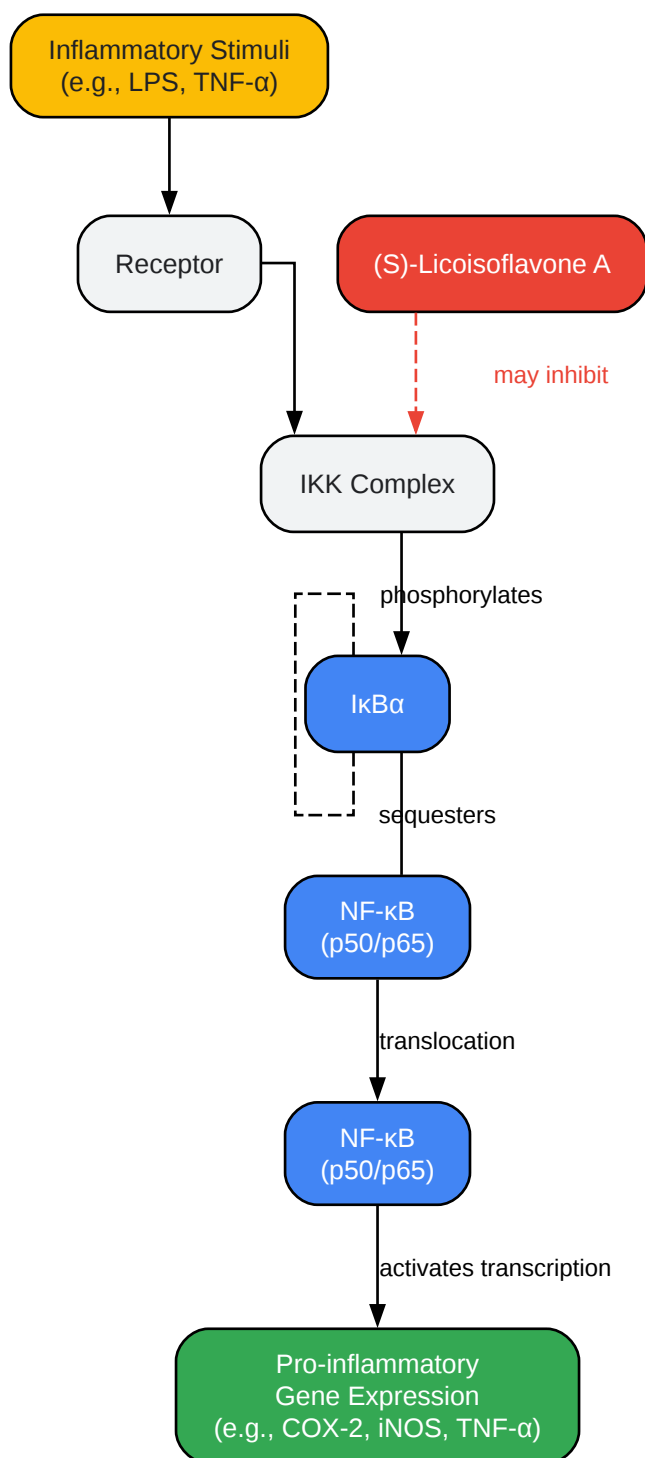 Inflammatory Stimuli
(e.g., LPS, TNF-α)
Receptor
(S)-Licoisoflavone A
may inhibit
IKK Complex
phosphorylates
IκBα
sequesters
NF-κB
(p50/p65)
translocation
NF-κB
(p50/p65)
activates transcription
Pro-inflammatory
Gene Expression
(e.g., COX-2, iNOS, TNF-α)